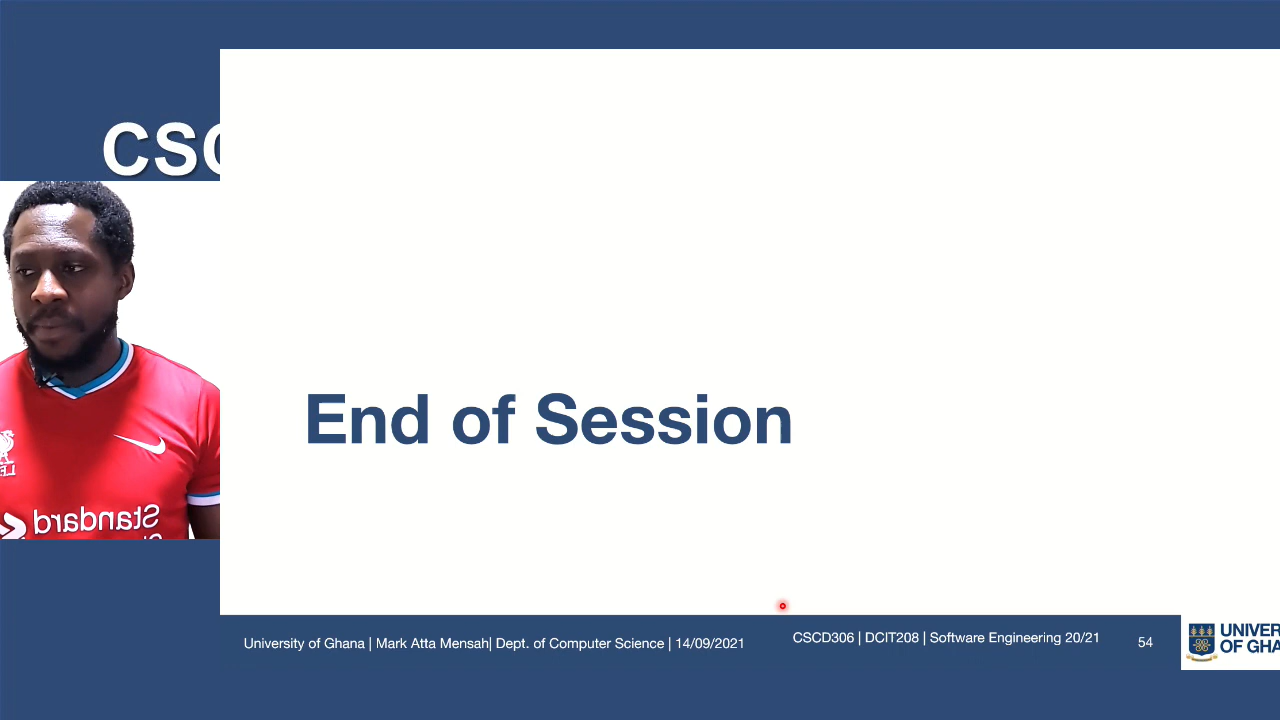 CSC
End of Session
Standard
University of Ghana | Mark Atta Mensah| Dept. of Computer Science | 14/09/2021
CSCD306 | DCIT208 | Software Engineering 20/21
54
UNIVER
OF GHA